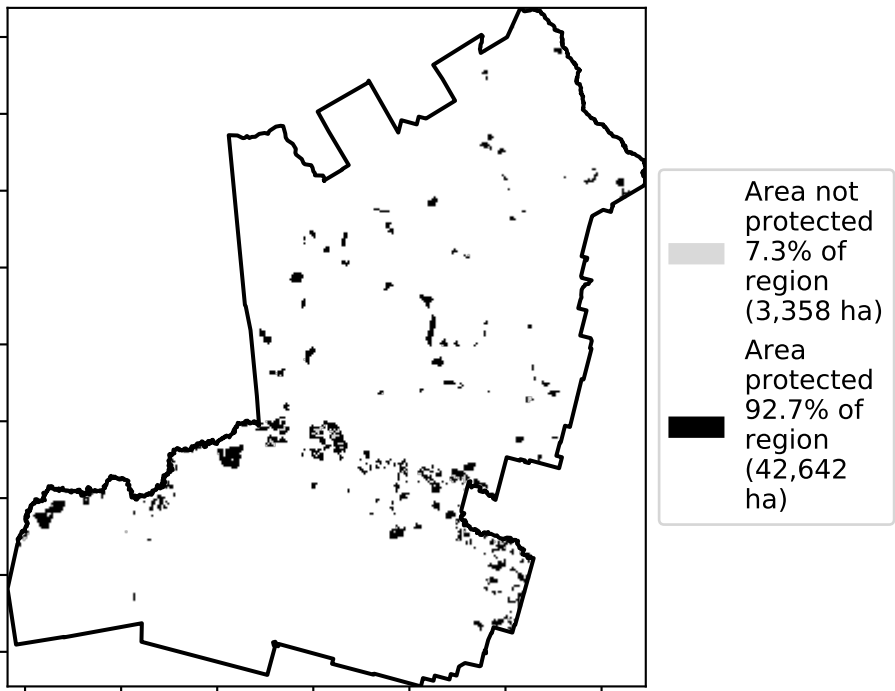 Area not
protected
7.3% of
region
(3,358 ha)
Area
protected
92.7% of
region
(42,642
ha)